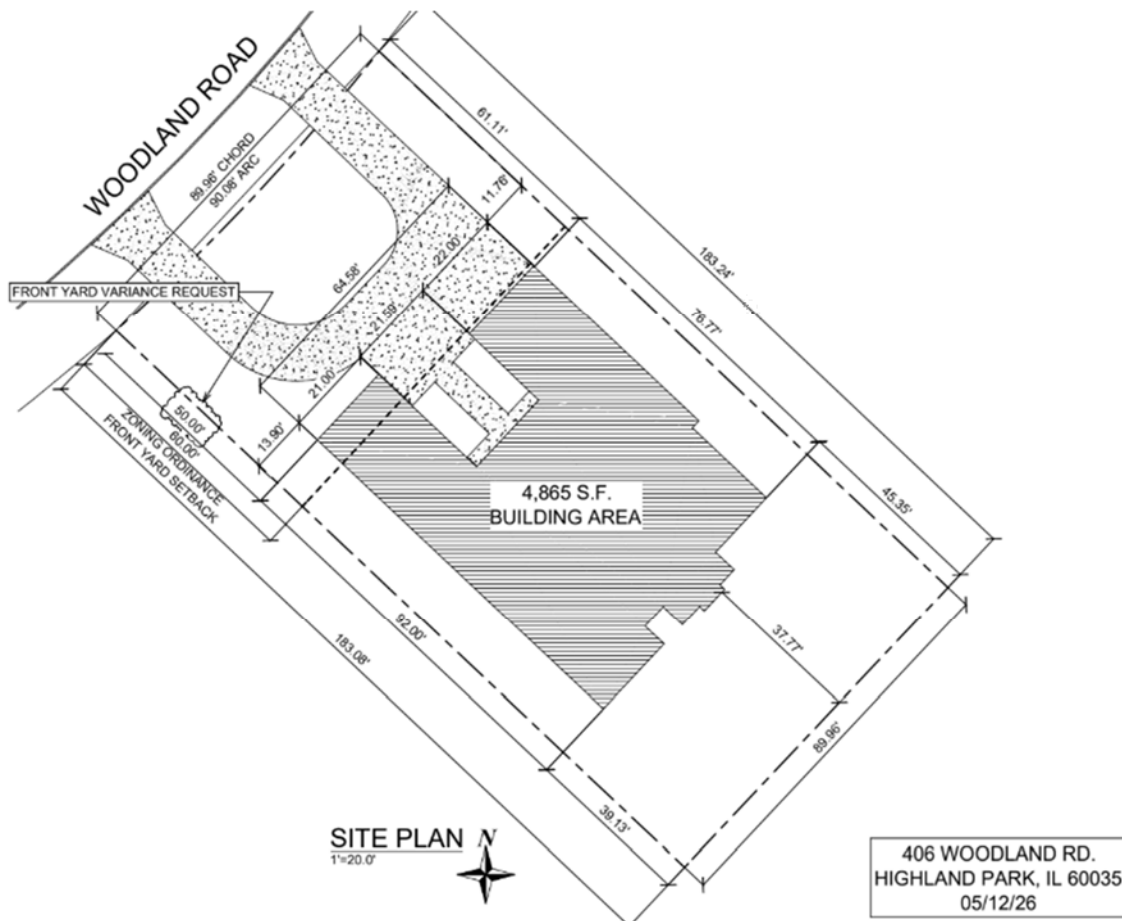 WOODLAND ROAD
89.96' CHORD
90.08' ARC
61.11'
11.76'
183.24'
22.00'
64.58'
76.77'
FRONT YARD VARIANCE REQUEST
21.59'
21.00'
50.00'
60.00'
13.90'
ZONING ORDINANCE
FRONT YARD SETBACK
4,865 S.F.
BUILDING AREA
45.35'
92.00'
37.77'
183.08'
89.96'
39.13'
SITE PLAN N
1'=20.0'
406 WOODLAND RD.
HIGHLAND PARK, IL 60035
05/12/26